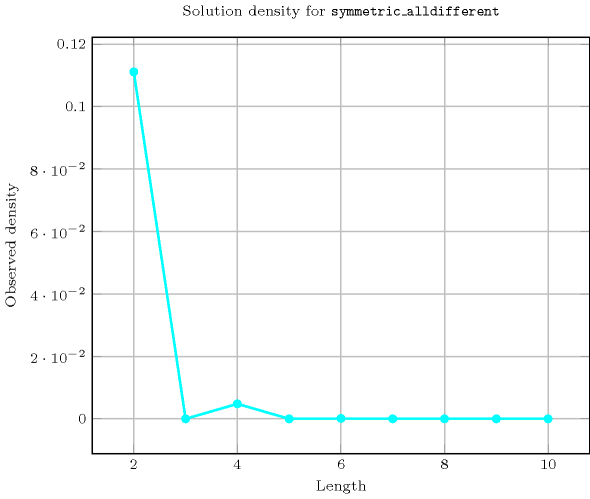 Solution density for symmetric_alldifferent
0.12
0.1
8 · 10⁻²
6 · 10⁻²
4 · 10⁻²
2 · 10⁻²
0
Observed density
2 4 6 8 10
Length